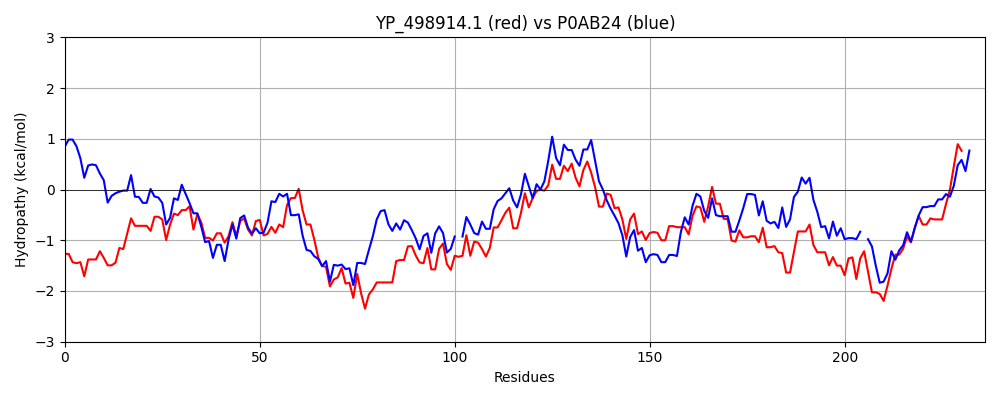 YP_498914.1 (red) vs P0AB24 (blue)
Hydropathy (kcal/mol)
3
2
1
0
−1
−2
−3
0 50 100 150 200
Residues